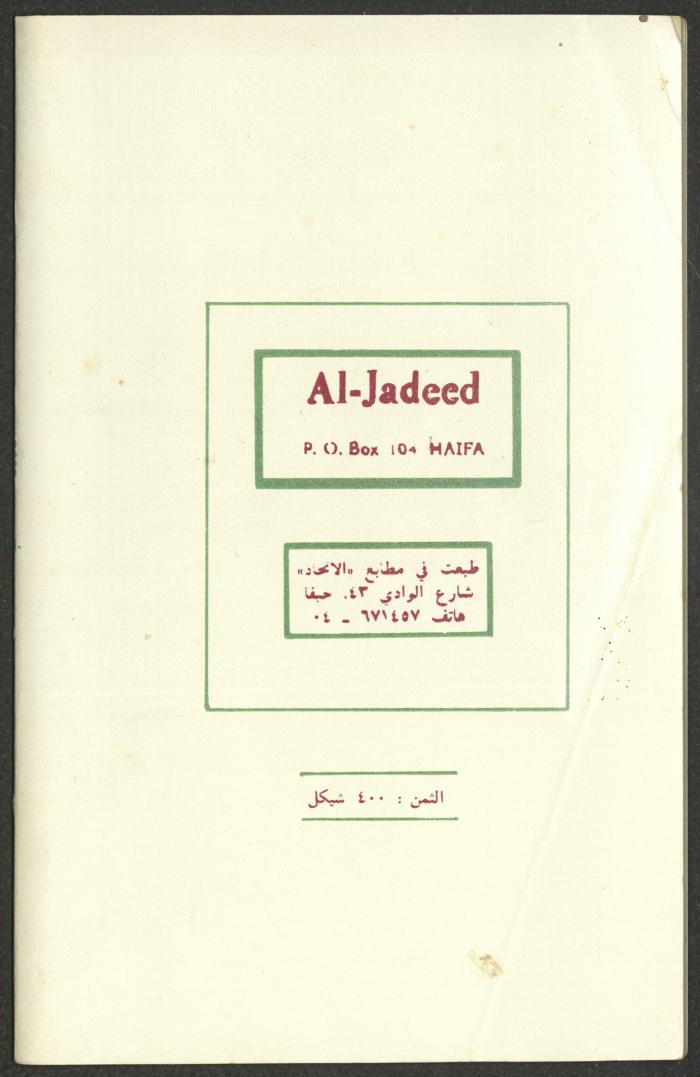 Al-Jadeed
P. O. Box 104 HAIFA
طبعت في مطابع «الاتحاد»
شارع الوادي ٤٣. حيفا
هاتف ٦٧١٤٥٧ - ٠٤
الثمن : ٤٠٠ شيكل